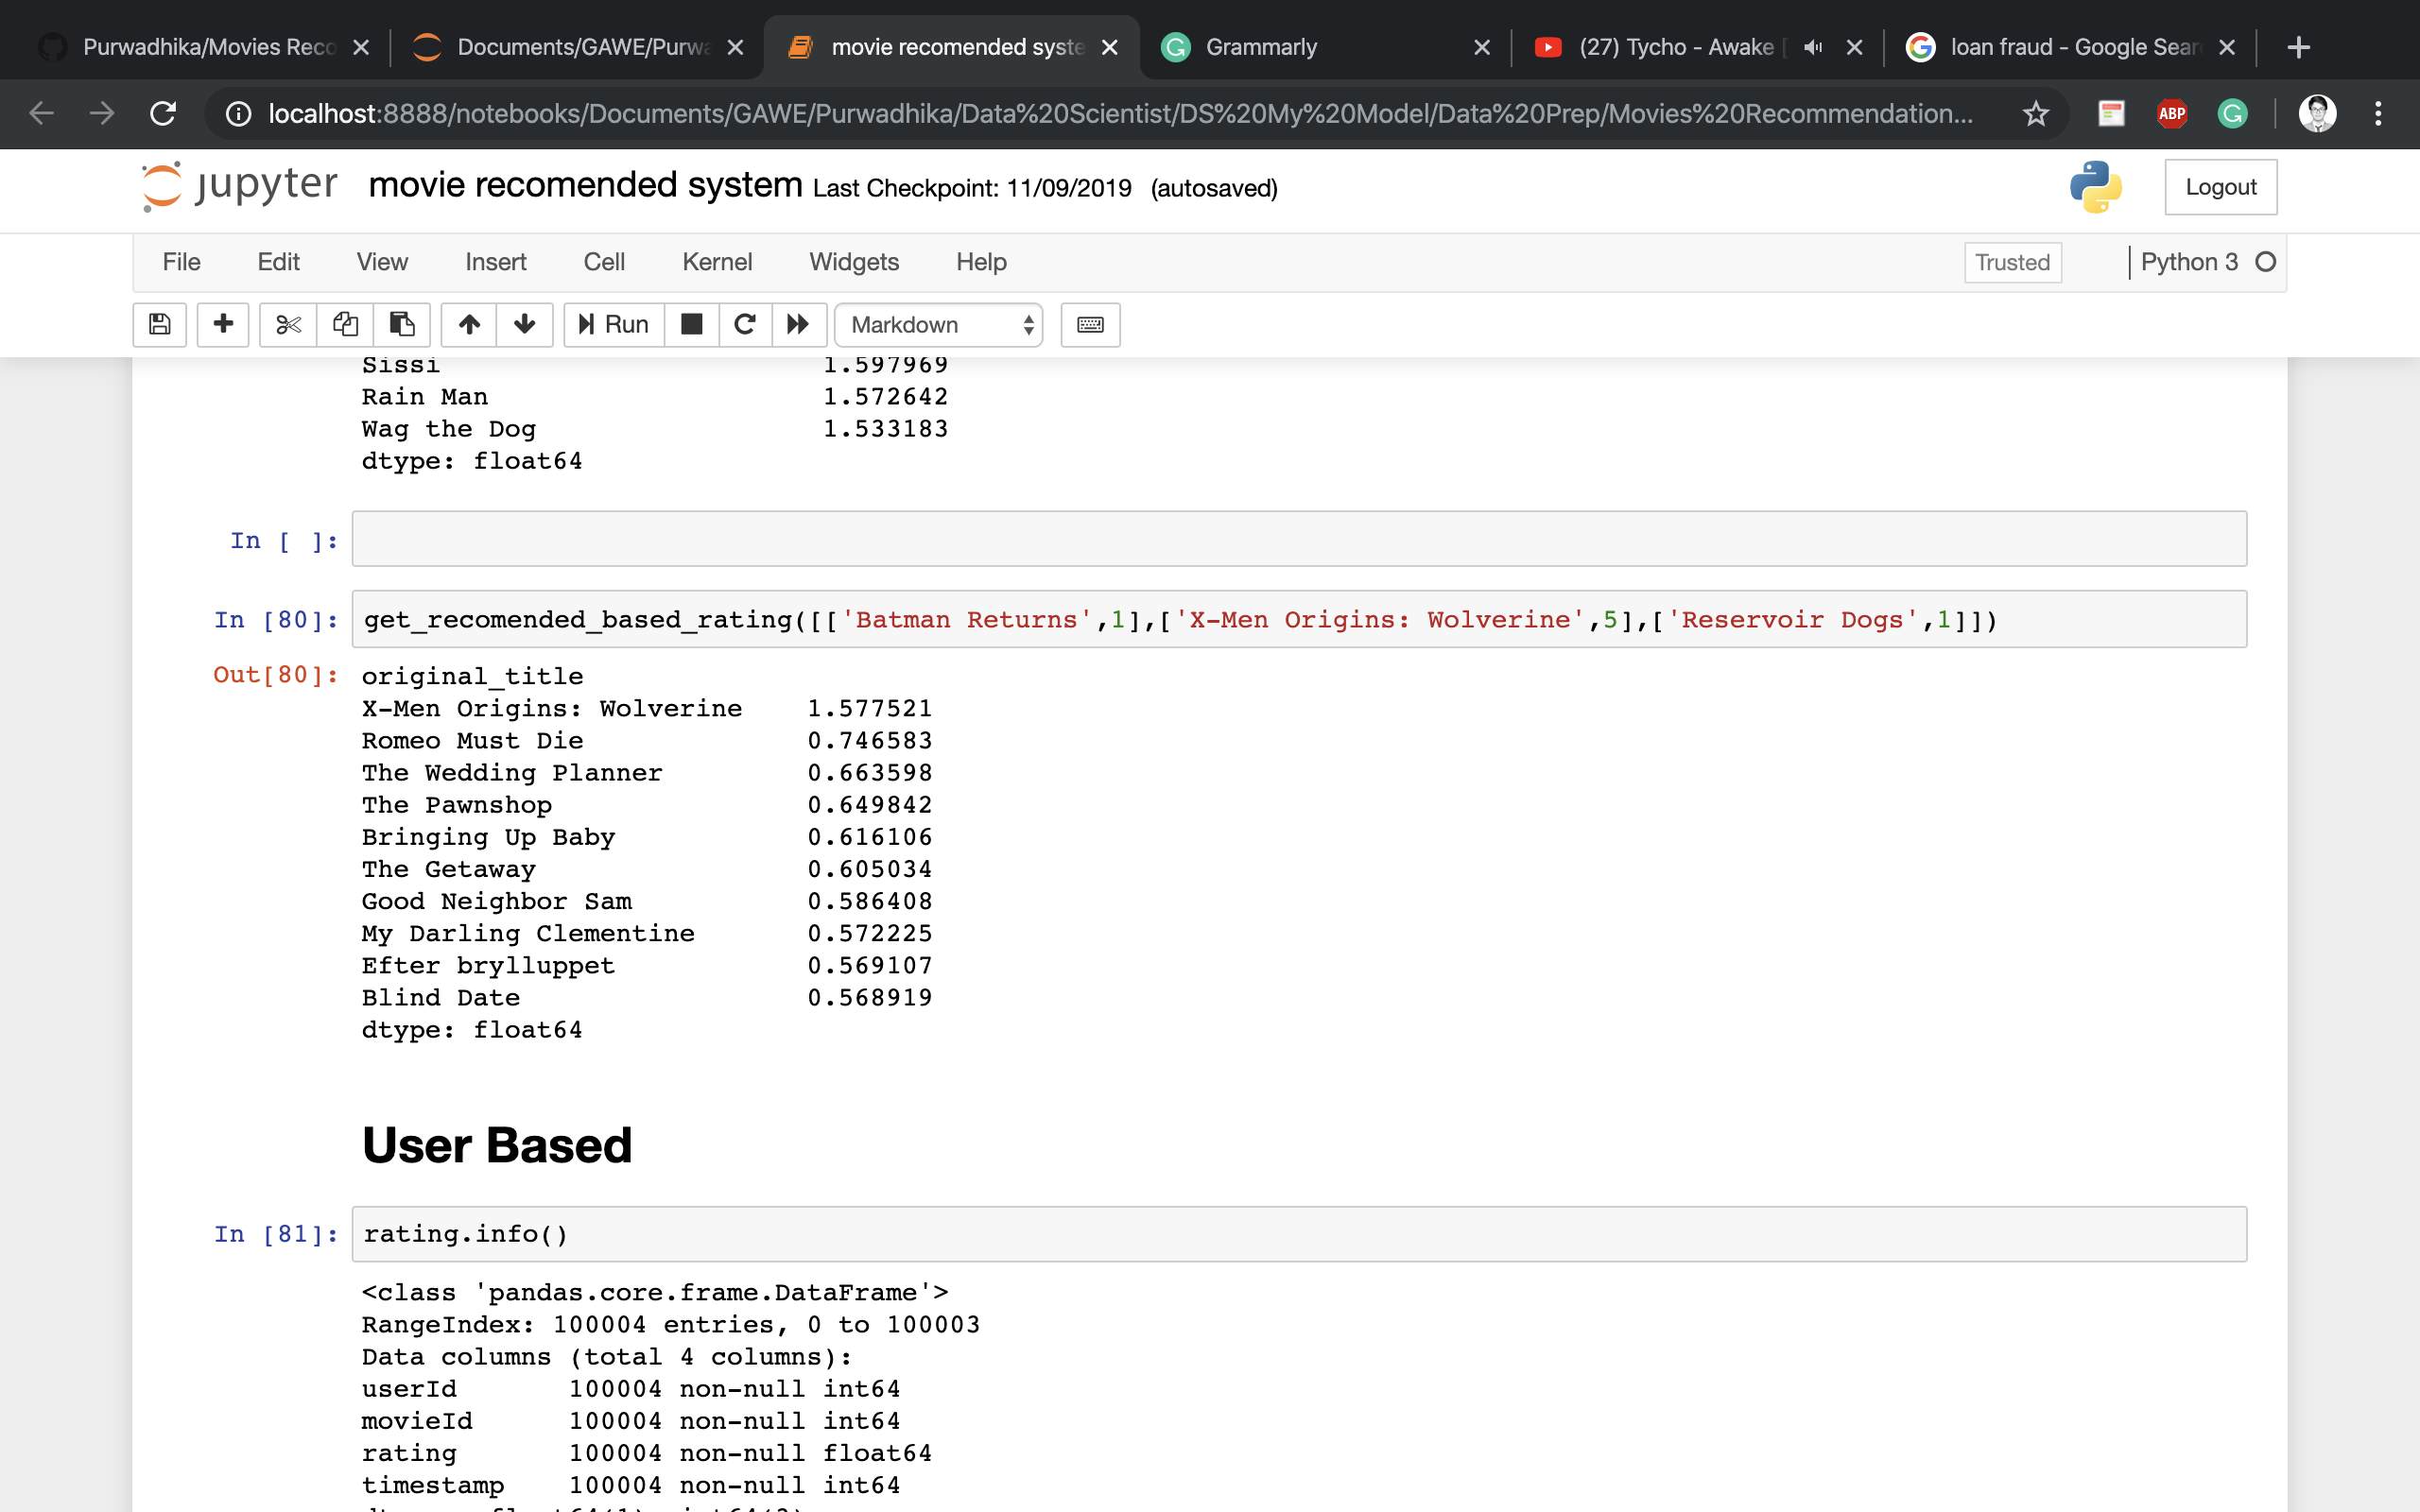 Purwadhika/Movies Reco
Documents/GAWE/Purwa
movie recomended syste
Grammarly
(27) Tycho - Awake [
loan fraud - Google Sear
localhost:8888/notebooks/Documents/GAWE/Purwadhika/Data%20Scientist/DS%20My%20Model/Data%20Prep/Movies%20Recommendation...
ABP
jupyter movie recomended system Last Checkpoint: 11/09/2019 (autosaved)
Logout
File Edit View Insert Cell Kernel Widgets Help
Trusted
Python 3
Run
Markdown
Sissi 1.597969
Rain Man 1.572642
Wag the Dog 1.533183
dtype: float64
In [ ]:
In [80]: get_recomended_based_rating([['Batman Returns',1],['X-Men Origins: Wolverine',5],['Reservoir Dogs',1]])
Out[80]: original_title
X-Men Origins: Wolverine 1.577521
Romeo Must Die 0.746583
The Wedding Planner 0.663598
The Pawnshop 0.649842
Bringing Up Baby 0.616106
The Getaway 0.605034
Good Neighbor Sam 0.586408
My Darling Clementine 0.572225
Efter brylluppet 0.569107
Blind Date 0.568919
dtype: float64
User Based
In [81]: rating.info()
<class 'pandas.core.frame.DataFrame'>
RangeIndex: 100004 entries, 0 to 100003
Data columns (total 4 columns):
userId 100004 non-null int64
movieId 100004 non-null int64
rating 100004 non-null float64
timestamp 100004 non-null int64